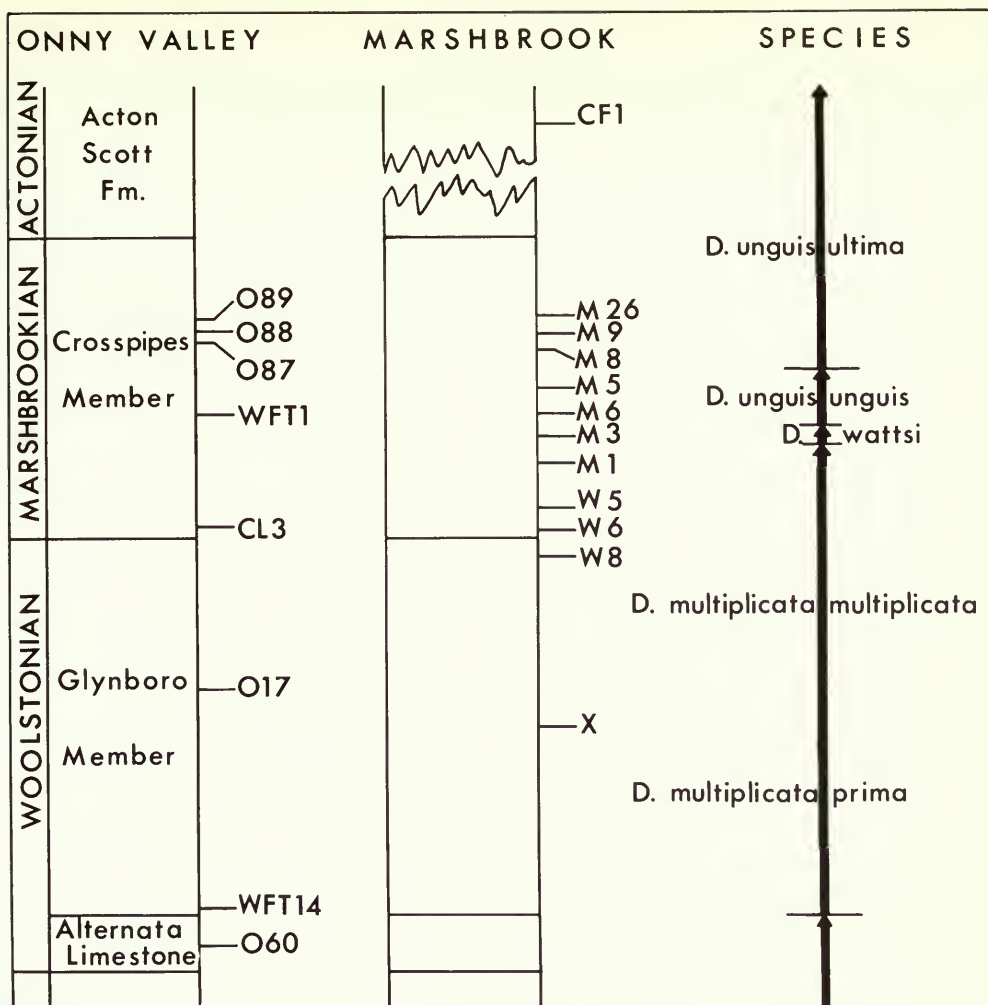 ONNY VALLEY
MARSHBROOK
SPECIES
ACTONIAN
Acton
Scott
Fm.
MARSHBROOKIAN
Crosspipes
Member
WOOLSTONIAN
Glynboro
Member
Alternata
Limestone
O89
O88
O87
WFT1
CL3
O17
WFT14
O60
CF1
M 26
M 9
M 8
M 5
M 6
M 3
M 1
W 5
W 6
W 8
X
D. unguis ultima
D. unguis unguis
D. wattsi
D. multiplicata multiplicata
D. multiplicata prima